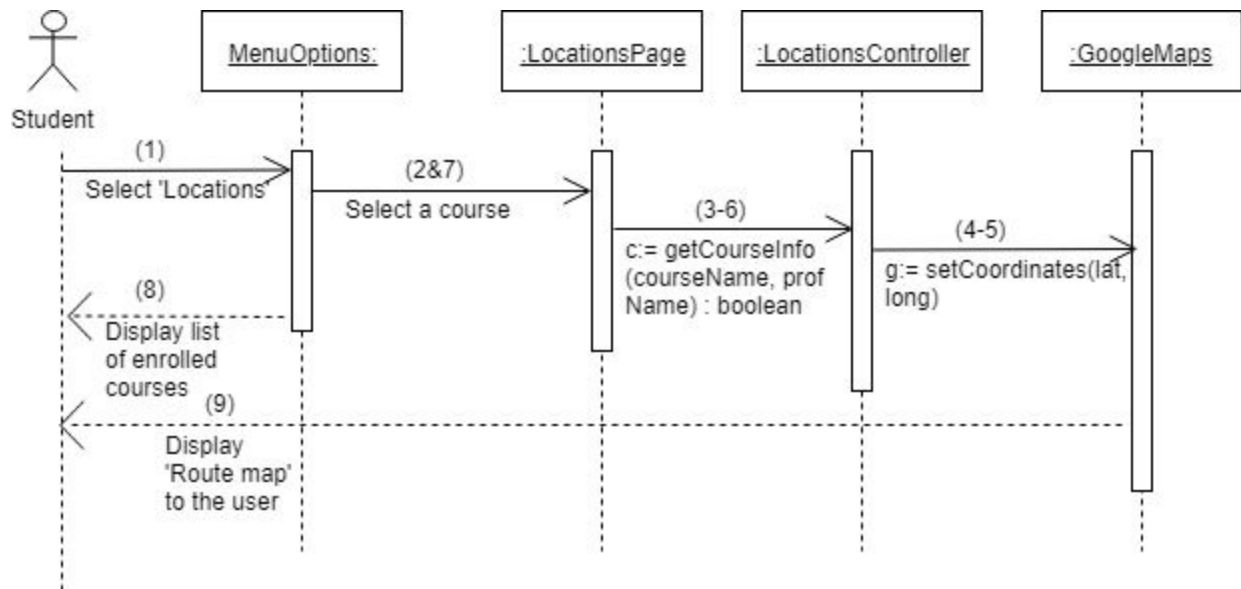 MenuOptions:
:LocationsPage
:LocationsController
:GoogleMaps
Student
(1)
Select 'Locations'
(2&7)
Select a course
(3-6)
c:= getCourseInfo
(courseName, prof
Name) : boolean
(4-5)
g:= setCoordinates(lat,
long)
(8)
Display list
of enrolled
courses
(9)
Display
'Route map'
to the user